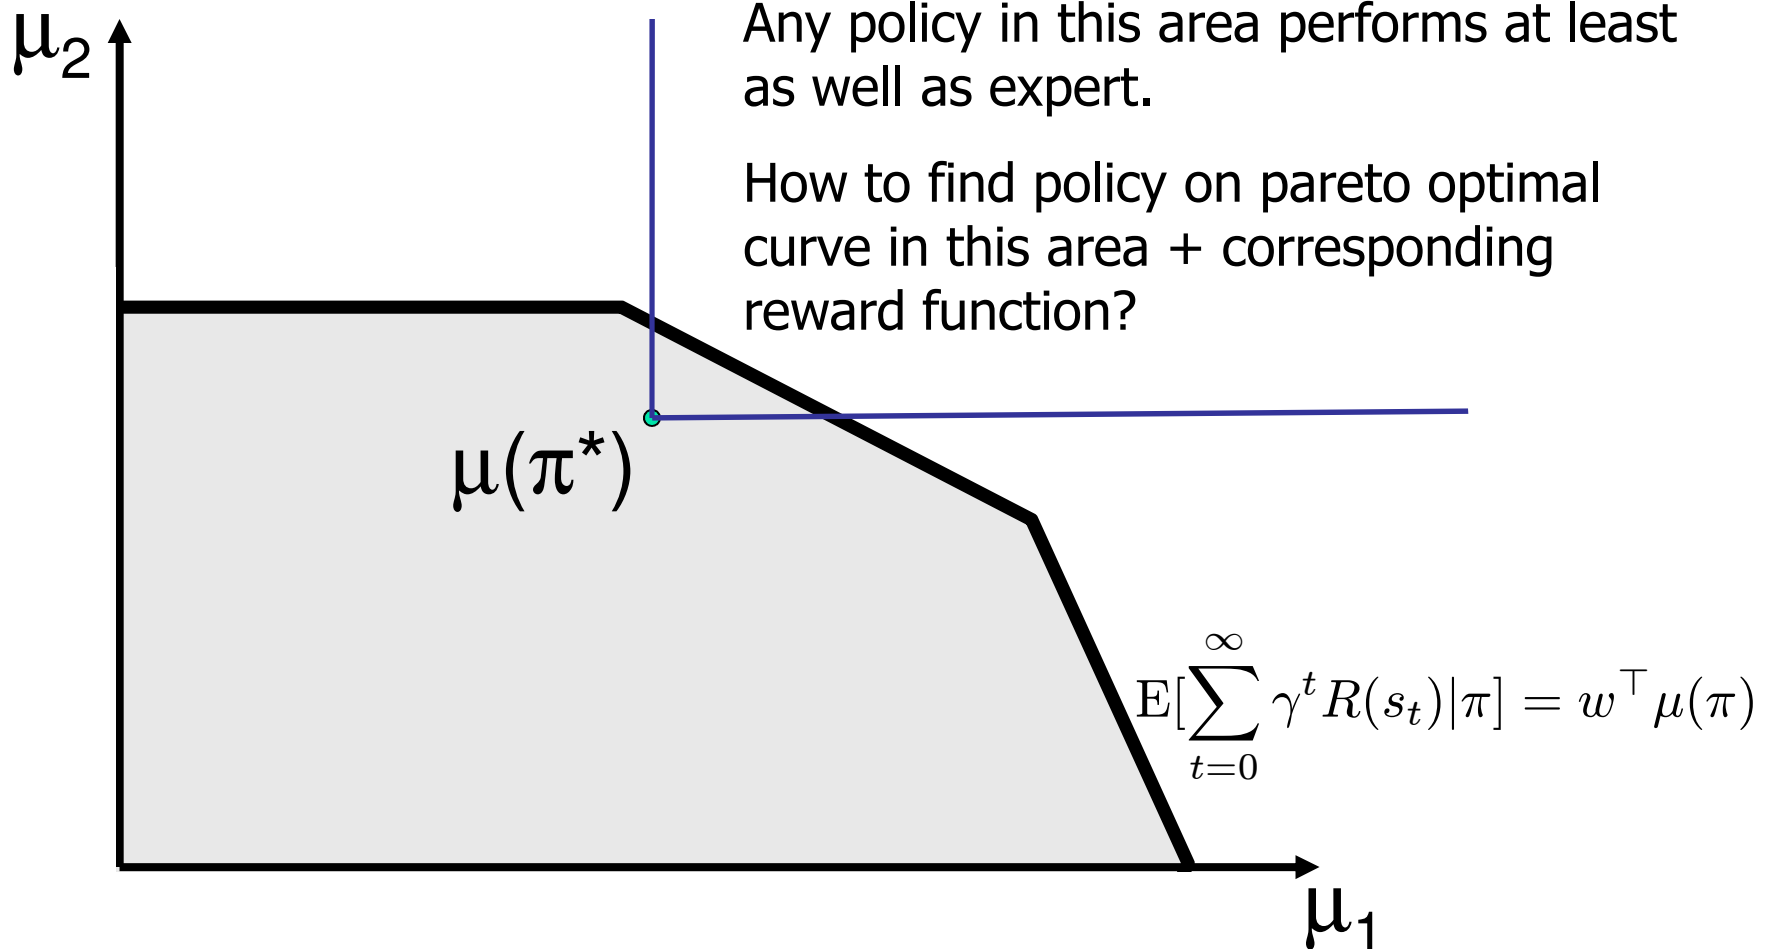 μ₂
Any policy in this area performs at least
as well as expert.
How to find policy on pareto optimal
curve in this area + corresponding
reward function?
μ(π*)
E[∑_{t=0}^{∞} γ^t R(s_t)|π] = w^⊤ μ(π)
μ₁